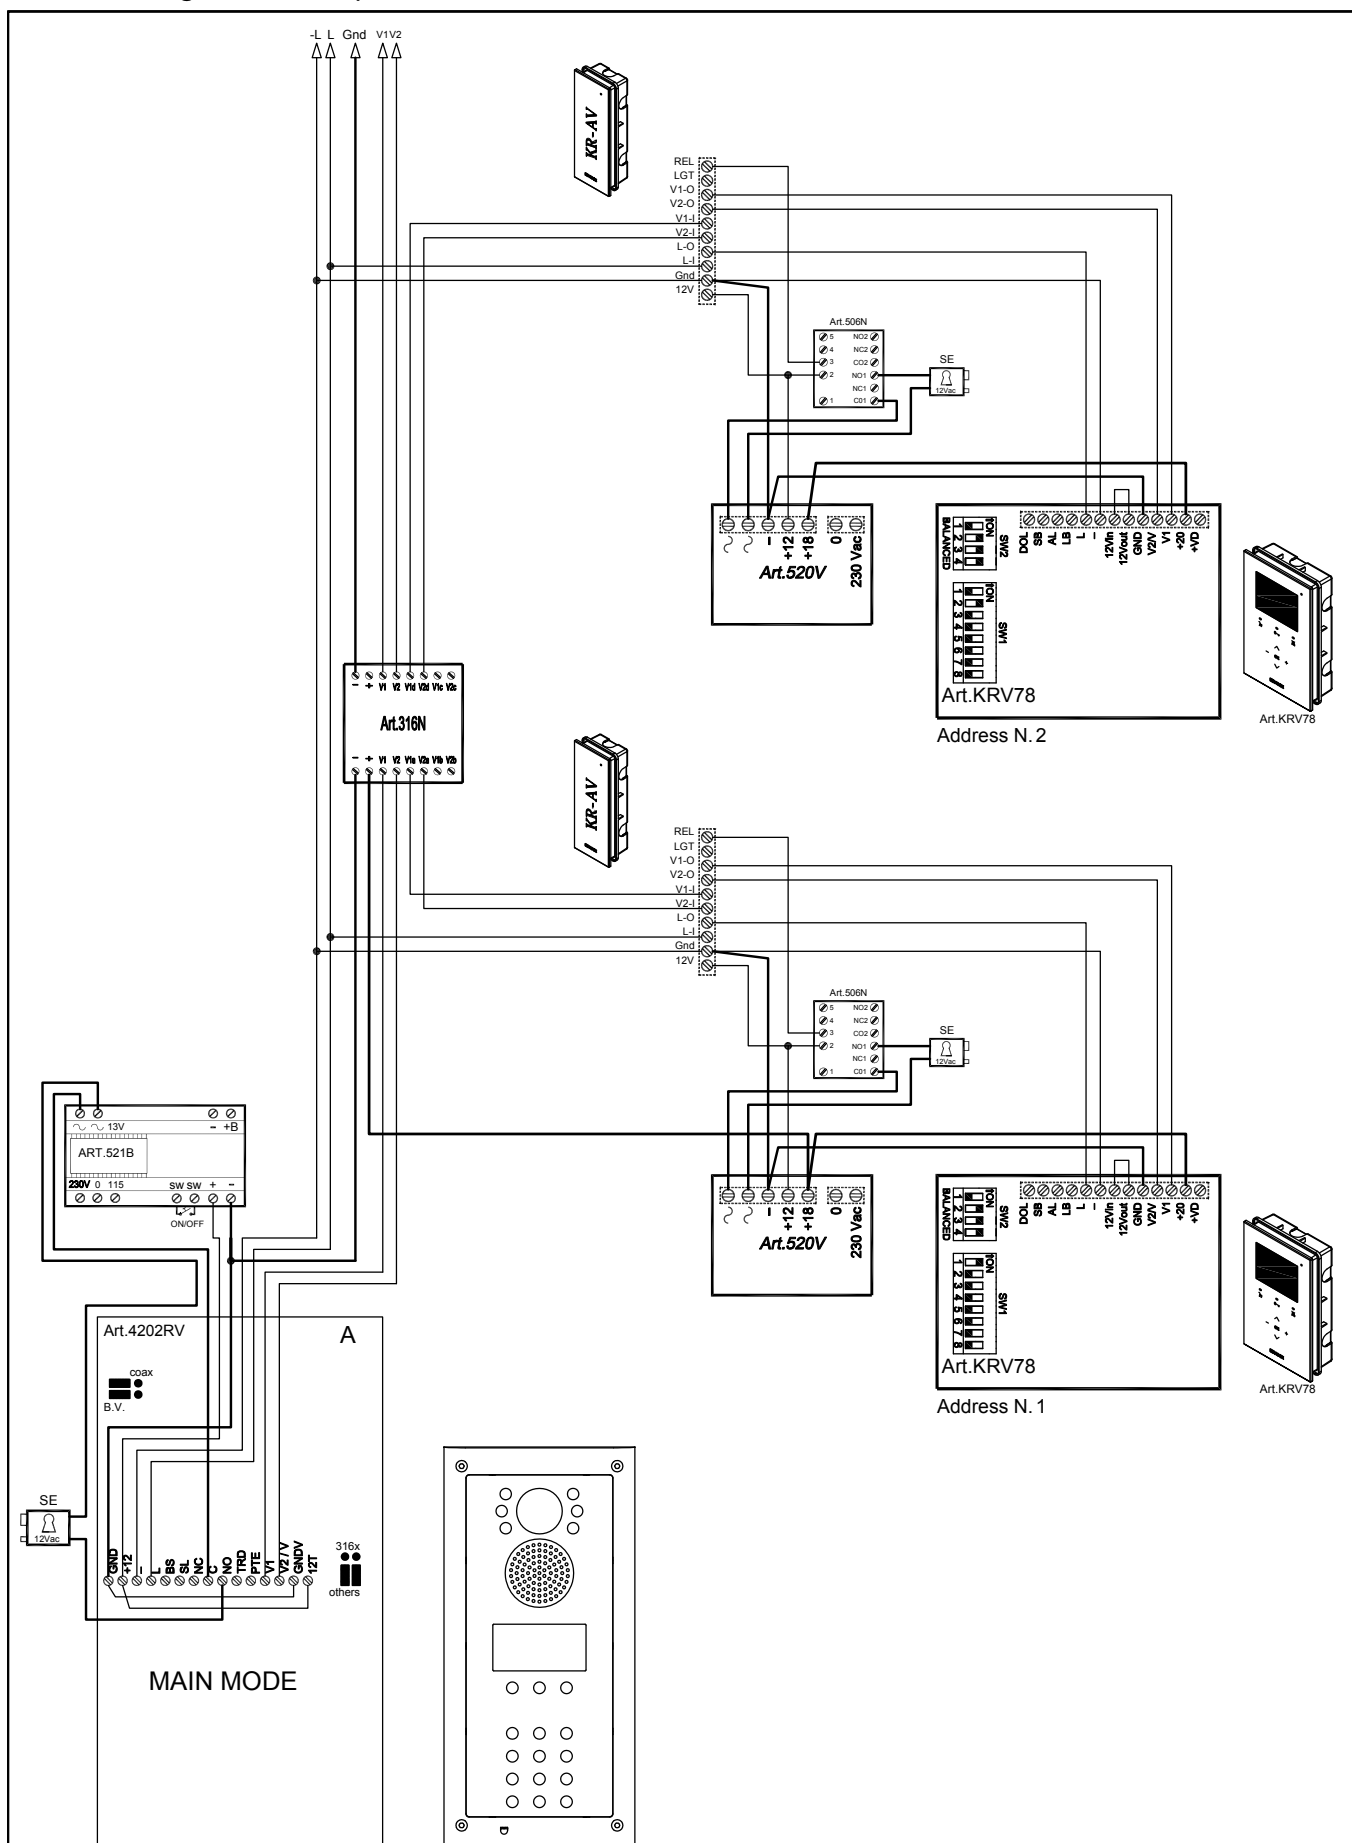 -L L Gnd V1 V2
KR-AV
REL
LGT
V1-O
V2-O
V1-I
V2-I
L-O
L-I
Gnd
12V
Art.506N
5 NO2
4 NC2
3 CO2
2 NO1
NC1
1 C01
SE
12Vac
– +12 +18 0 230 Vac
Art.520V
BALANCED
1 2 3 4
ON
SW2
1 2 3 4 5 6 7 8
ON
SW1
DOL SB AL LB L – 12Vin 12Vout GND V2/V V1 +20 +VD
Art.KRV78
Address N. 2
Art.KRV78
– + V1 V2 V1d V2d V1c V2c
Art.316N
– + V1 V2 V1a V2a V1b V2b
KR-AV
REL
LGT
V1-O
V2-O
V1-I
V2-I
L-O
L-I
Gnd
12V
Art.506N
5 NO2
4 NC2
3 CO2
2 NO1
NC1
1 C01
SE
12Vac
– +12 +18 0 230 Vac
Art.520V
BALANCED
1 2 3 4
ON
SW2
1 2 3 4 5 6 7 8
ON
SW1
DOL SB AL LB L – 12Vin 12Vout GND V2/V V1 +20 +VD
Art.KRV78
Address N. 1
Art.KRV78
13V – +B
ART.521B
230V 0 115 SW SW + –
ON/OFF
Art.4202RV A
coax
B.V.
SE
12Vac
GND +12 – L BS SL NC C NO TRD PTE V1 V2 / V GNDV 12T
316x
others
MAIN MODE